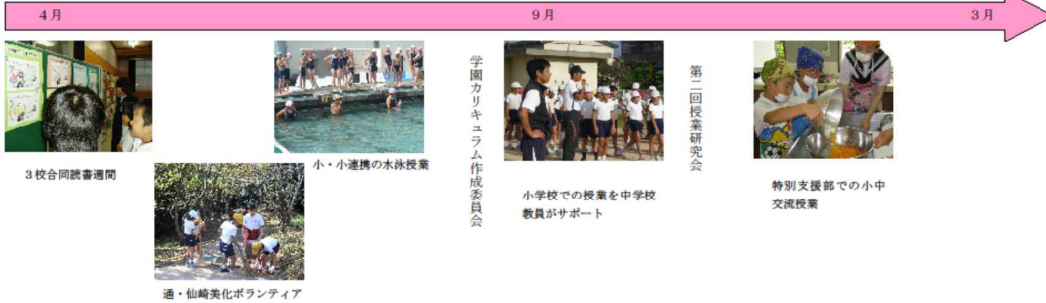 4月
9月
3月
3校合同読書週間
通・仙崎美化ボランティア
小・小連携の水泳授業
学園カリキュラム作成委員会
小学校での授業を中学校
教員がサポート
第二回授業研究会
特別支援部での小中
交流授業